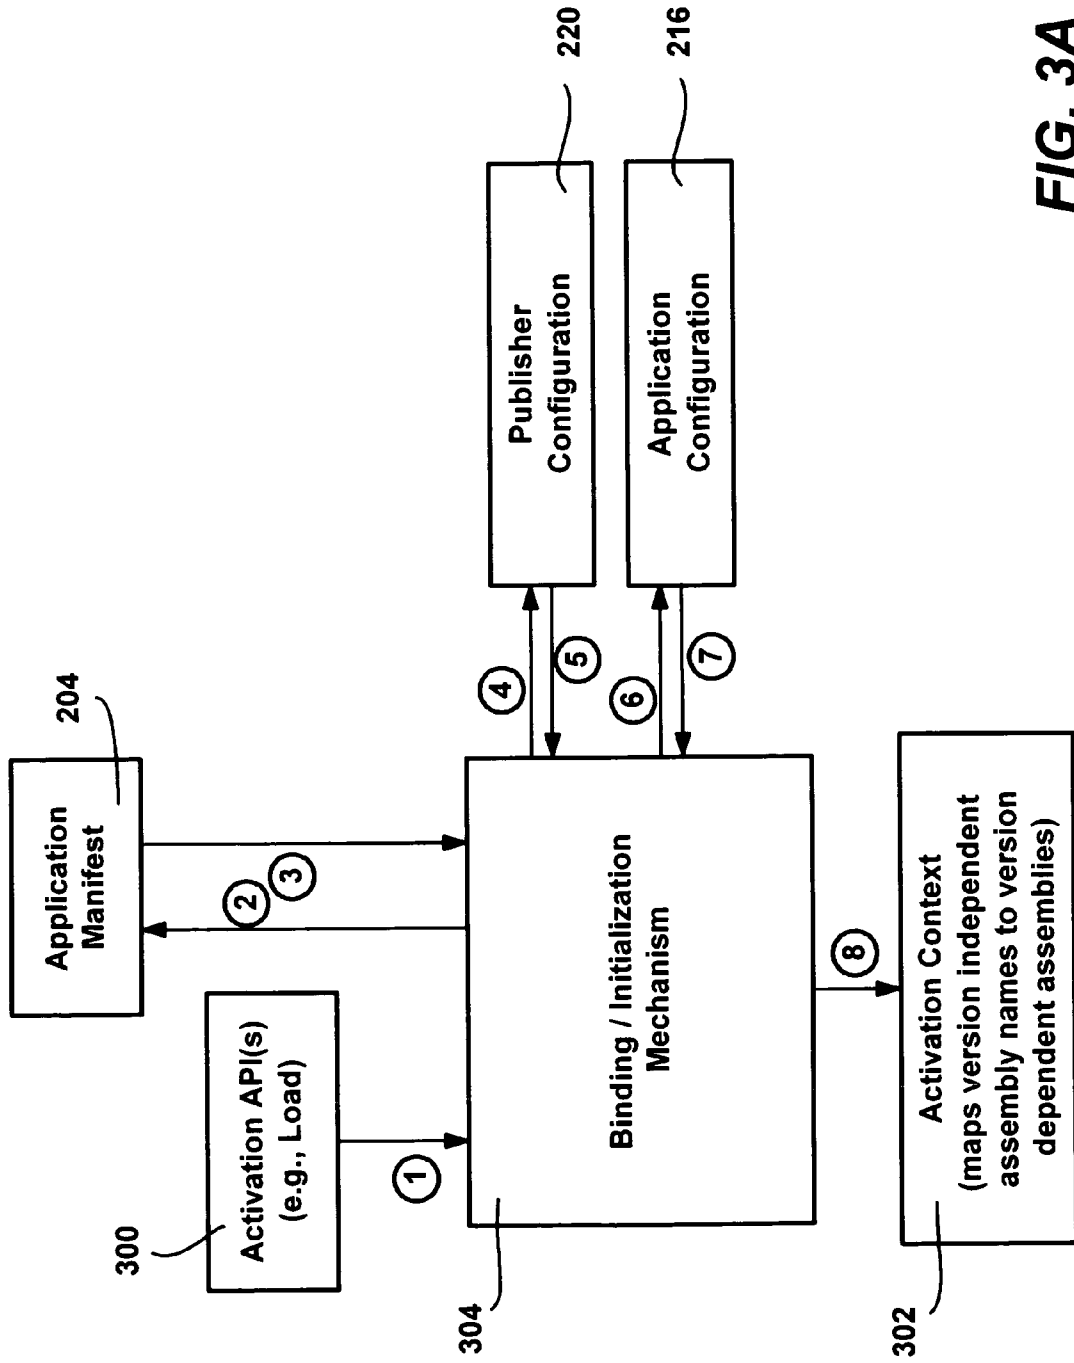 300
Activation API(s)
(e.g., Load)
204
Application
Manifest
1
2
3
304
Binding / Initialization
Mechanism
4
5
Publisher
Configuration
220
6
7
Application
Configuration
216
8
302
Activation Context
(maps version independent
assembly names to version
dependent assemblies)
FIG. 3A